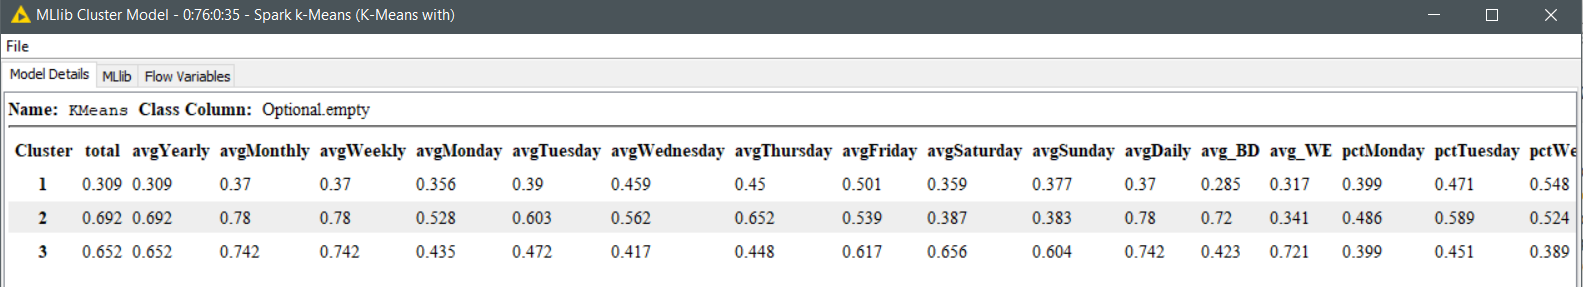 MLlib Cluster Model - 0:76:0:35 - Spark k-Means (K-Means with)
File
Model Details MLlib Flow Variables
Name: KMeans Class Column: Optional.empty
Cluster total avgYearly avgMonthly avgWeekly avgMonday avgTuesday avgWednesday avgThursday avgFriday avgSaturday avgSunday avgDaily avg_BD avg_WE pctMonday pctTuesday pctWe
1 0.309 0.309 0.37 0.37 0.356 0.39 0.459 0.45 0.501 0.359 0.377 0.37 0.285 0.317 0.399 0.471 0.548
2 0.692 0.692 0.78 0.78 0.528 0.603 0.562 0.652 0.539 0.387 0.383 0.78 0.72 0.341 0.486 0.589 0.524
3 0.652 0.652 0.742 0.742 0.435 0.472 0.417 0.448 0.617 0.656 0.604 0.742 0.423 0.721 0.399 0.451 0.389